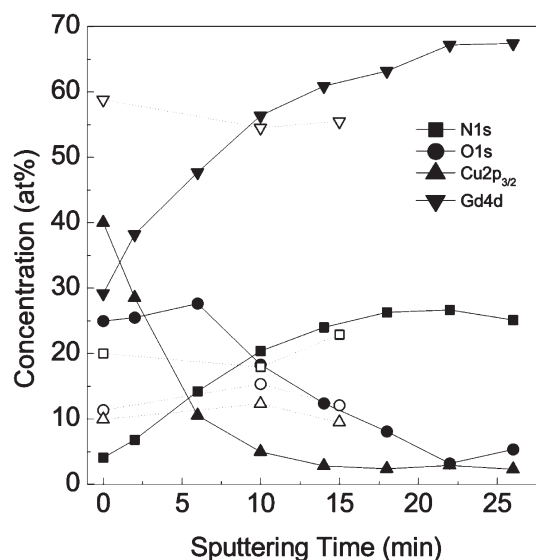 70
60
50
40
30
20
10
0
Concentration (at%)
N1s
O1s
Cu2p3/2
Gd4d
0 5 10 15 20 25
Sputtering Time (min)